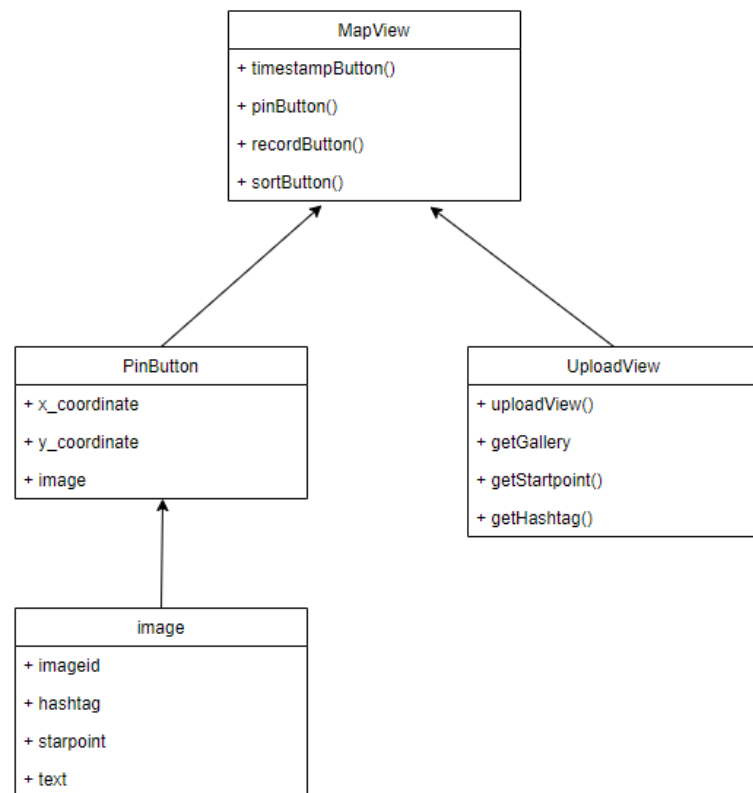 MapView
+ timestampButton()
+ pinButton()
+ recordButton()
+ sortButton()
PinButton
+ x_coordinate
+ y_coordinate
+ image
UploadView
+ uploadView()
+ getGallery
+ getStartpoint()
+ getHashtag()
image
+ imageid
+ hashtag
+ starpoint
+ text